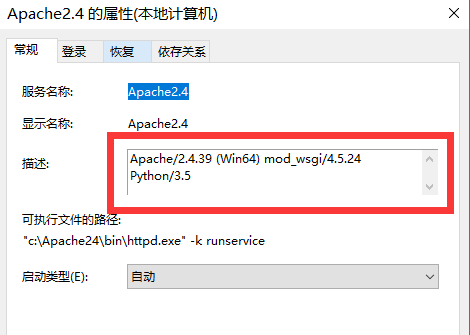 Apache2.4 的属性(本地计算机)
常规 登录 恢复 依存关系
服务名称: Apache2.4
显示名称: Apache2.4
描述: Apache/2.4.39 (Win64) mod_wsgi/4.5.24
Python/3.5
可执行文件的路径:
"c:\Apache24\bin\httpd.exe" -k runservice
启动类型(E): 自动